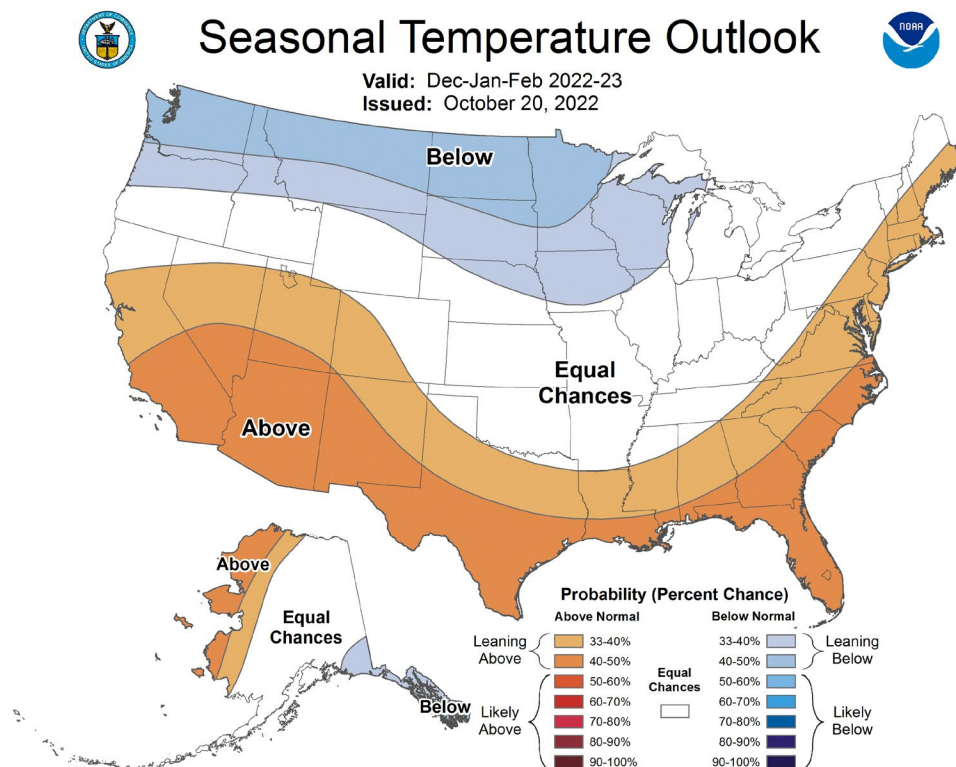 Seasonal Temperature Outlook
NOAA
Valid: Dec-Jan-Feb 2022-23
Issued: October 20, 2022
Below
Equal
Chances
Above
Above
Equal
Chances
Below
Probability (Percent Chance)
Above Normal
Below Normal
Leaning
Above
33-40%
40-50%
50-60%
60-70%
70-80%
80-90%
90-100%
Likely
Above
Equal
Chances
33-40%
40-50%
50-60%
60-70%
70-80%
80-90%
90-100%
Leaning
Below
Likely
Below